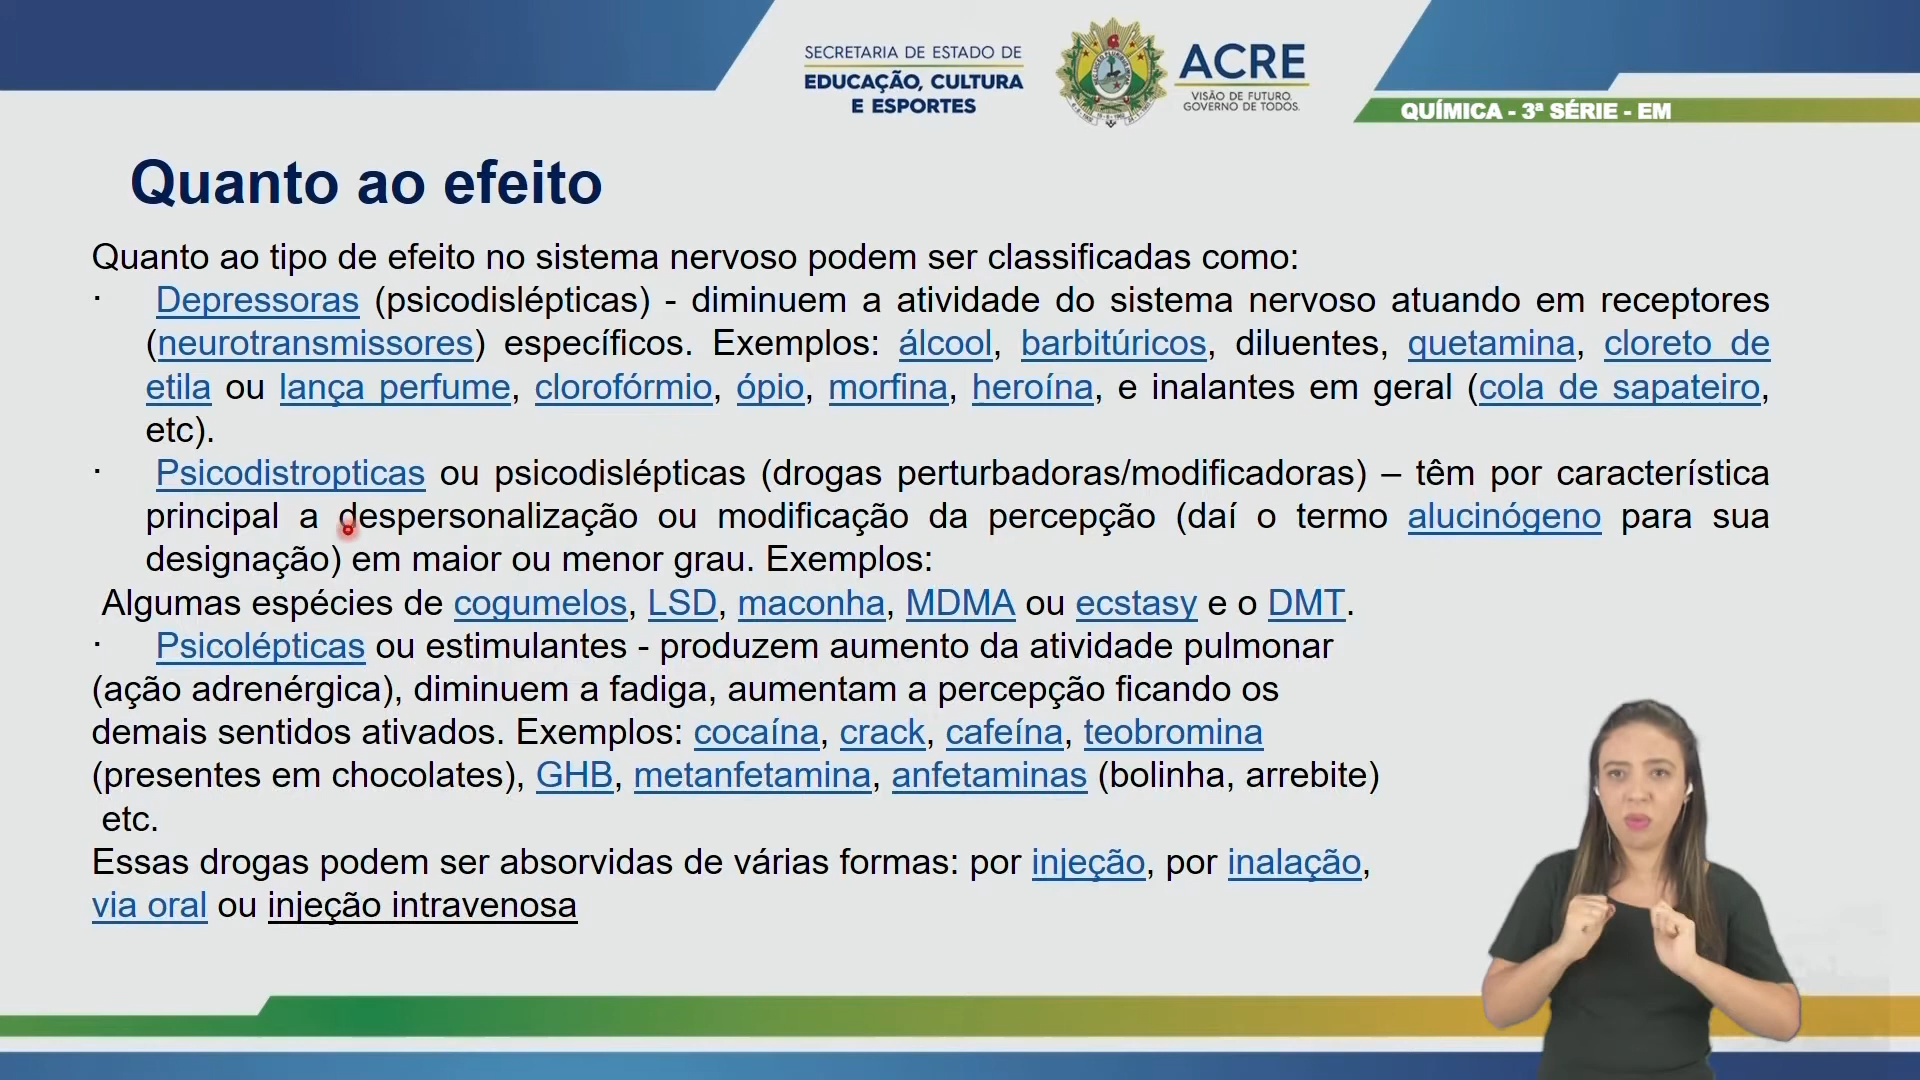 SECRETARIA DE ESTADO DE
EDUCAÇÃO, CULTURA
E ESPORTES
ACRE
VISÃO DE FUTURO.
GOVERNO DE TODOS.
QUÍMICA - 3ª SÉRIE - EM
Quanto ao efeito
Quanto ao tipo de efeito no sistema nervoso podem ser classificadas como:
· Depressoras (psicodislépticas) - diminuem a atividade do sistema nervoso atuando em receptores
(neurotransmissores) específicos. Exemplos: álcool, barbitúricos, diluentes, quetamina, cloreto de
etila ou lança perfume, clorofórmio, ópio, morfina, heroína, e inalantes em geral (cola de sapateiro,
etc).
· Psicodistropticas ou psicodislépticas (drogas perturbadoras/modificadoras) – têm por característica
principal a despersonalização ou modificação da percepção (daí o termo alucinógeno para sua
designação) em maior ou menor grau. Exemplos:
Algumas espécies de cogumelos, LSD, maconha, MDMA ou ecstasy e o DMT.
· Psicolépticas ou estimulantes - produzem aumento da atividade pulmonar
(ação adrenérgica), diminuem a fadiga, aumentam a percepção ficando os
demais sentidos ativados. Exemplos: cocaína, crack, cafeína, teobromina
(presentes em chocolates), GHB, metanfetamina, anfetaminas (bolinha, arrebite)
etc.
Essas drogas podem ser absorvidas de várias formas: por injeção, por inalação,
via oral ou injeção intravenosa